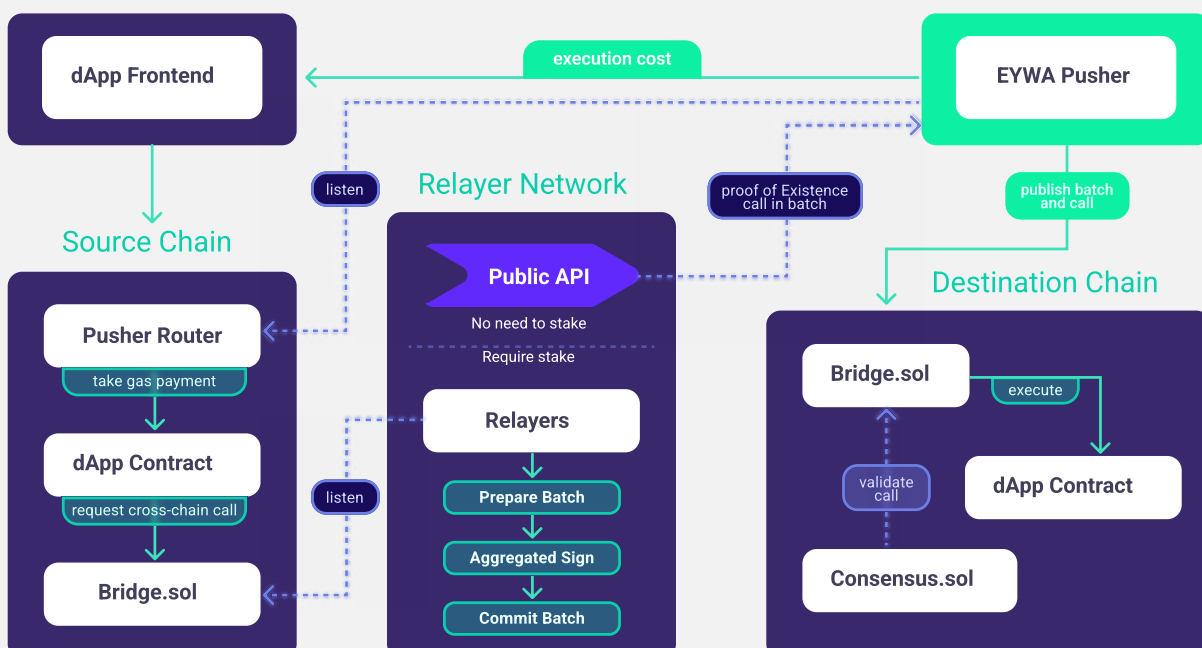 dApp Frontend
execution cost
EYWA Pusher
listen
Relayer Network
proof of Existence
call in batch
publish batch
and call
Source Chain
Public API
Destination Chain
No need to stake
Require stake
Pusher Router
take gas payment
dApp Contract
request cross-chain call
Bridge.sol
listen
Relayers
Prepare Batch
Aggregated Sign
Commit Batch
Bridge.sol
execute
dApp Contract
validate
call
Consensus.sol